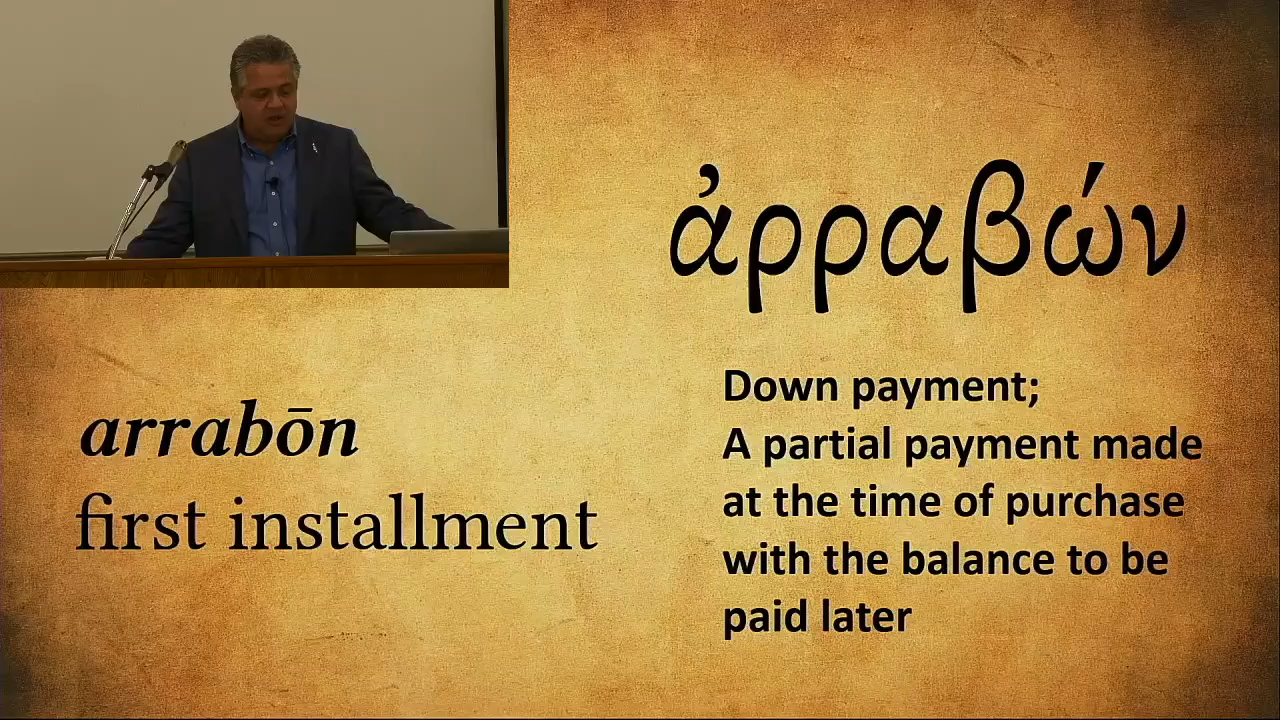 ἀρραβών
arrabōn
first installment
Down payment;
A partial payment made
at the time of purchase
with the balance to be
paid later